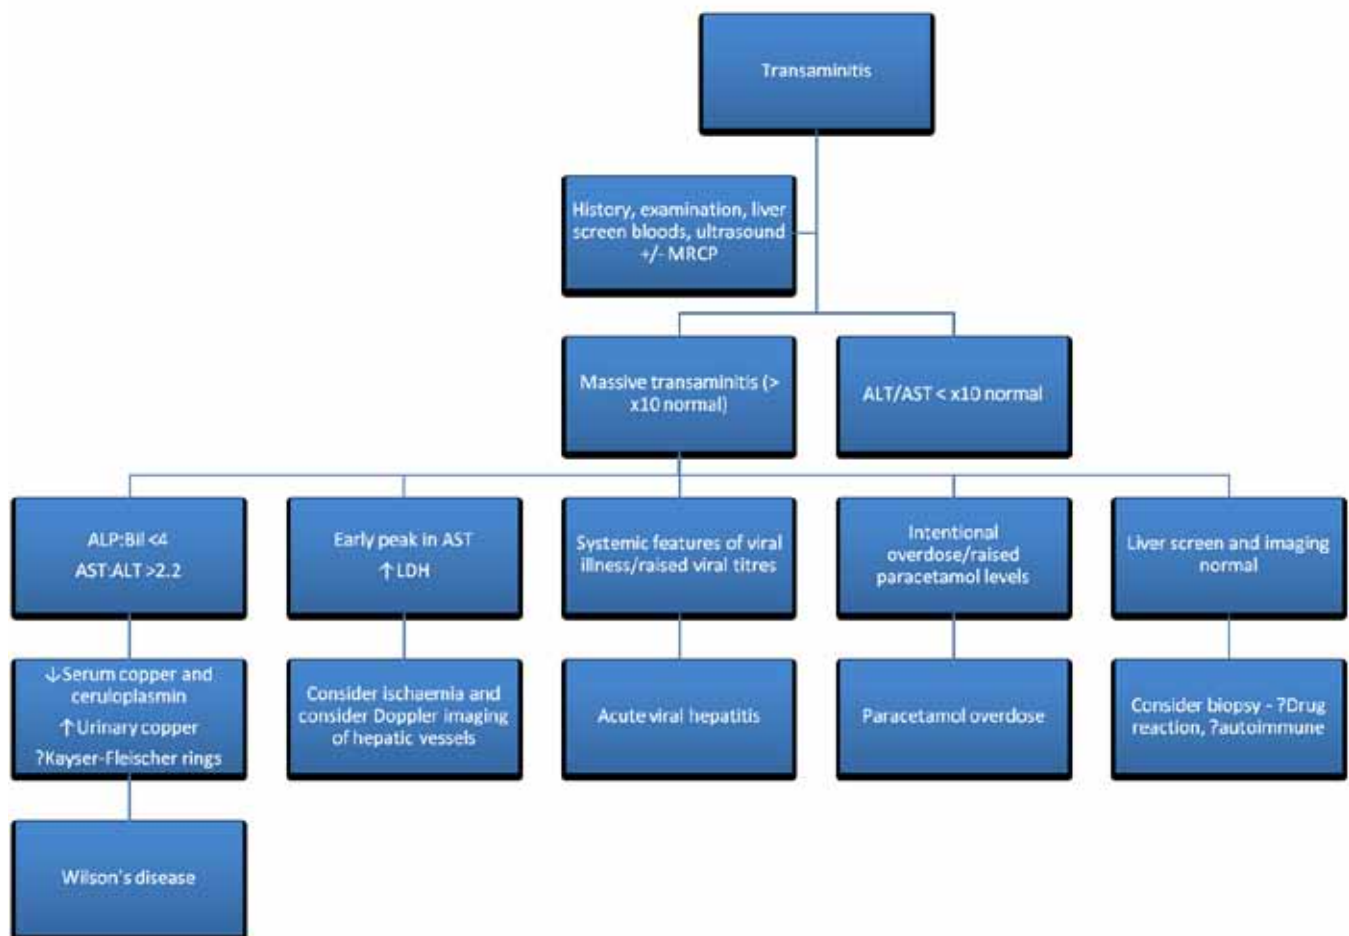 Transaminitis
History, examination, liver
screen bloods, ultrasound
+/- MRCP
Massive transaminitis (>
x10 normal)
ALT/AST < x10 normal
ALP:Bil <4
AST:ALT >2.2
Early peak in AST
↑LDH
Systemic features of viral
illness/raised viral titres
Intentional
overdose/raised
paracetamol levels
Liver screen and imaging
normal
↓Serum copper and
ceruloplasmin
↑Urinary copper
?Kayser-Fleischer rings
Consider ischaemia and
consider Doppler imaging
of hepatic vessels
Acute viral hepatitis
Paracetamol overdose
Consider biopsy - ?Drug
reaction, ?autoimmune
Wilson's disease